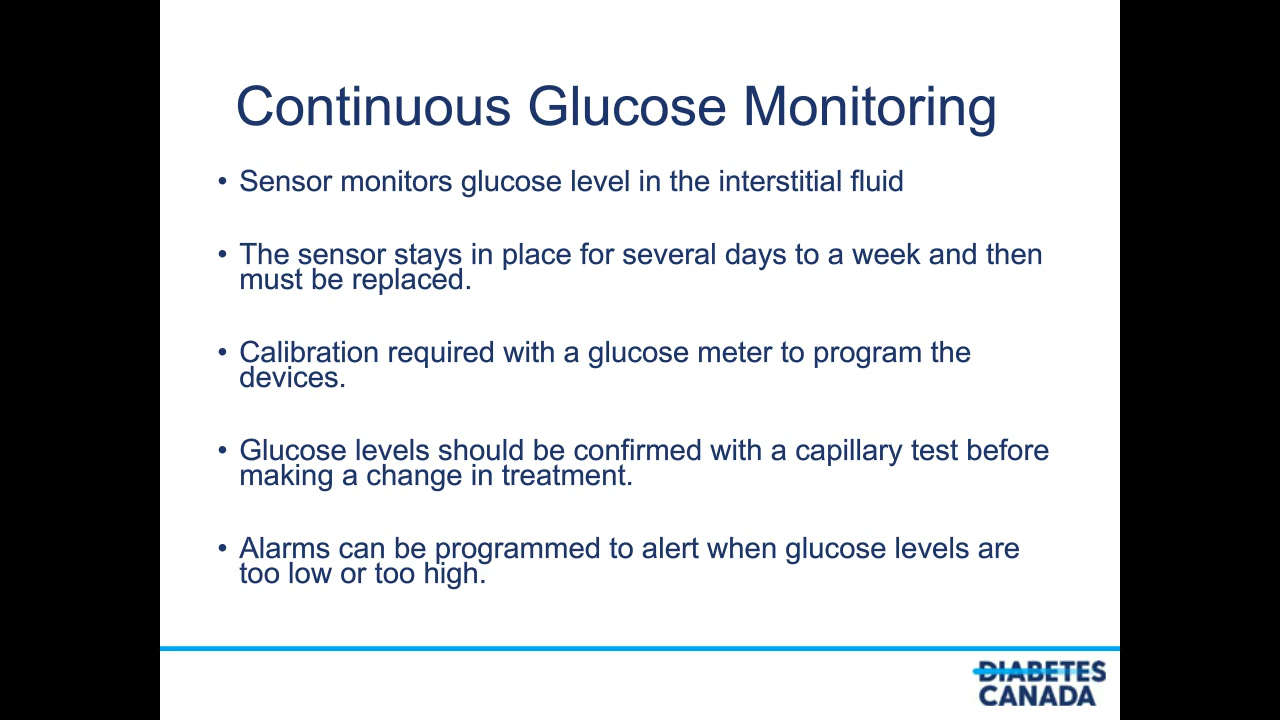 Continuous Glucose Monitoring
• Sensor monitors glucose level in the interstitial fluid
• The sensor stays in place for several days to a week and then
must be replaced.
• Calibration required with a glucose meter to program the
devices.
• Glucose levels should be confirmed with a capillary test before
making a change in treatment.
• Alarms can be programmed to alert when glucose levels are
too low or too high.
DIABETES
CANADA